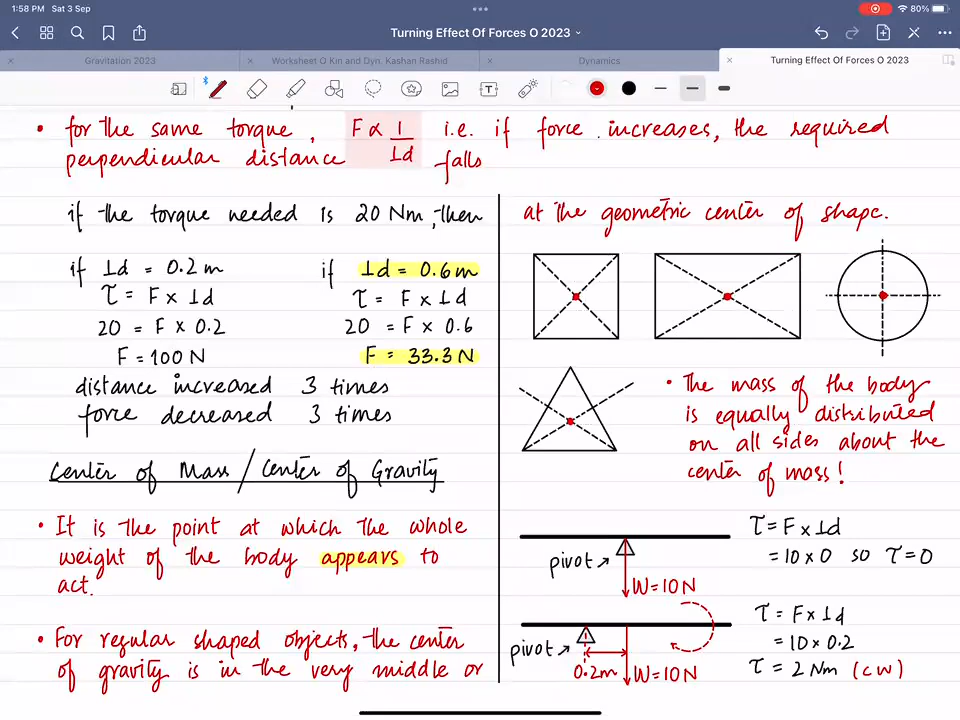 1:58 PM Sat 3 Sep
80%
Turning Effect Of Forces O 2023
Gravitation 2023
Worksheet O Kin and Dyn. Kashan Rashid
Dynamics
Turning Effect Of Forces O 2023
• for the same torque, F ∝ 1/⊥d i.e. if force increases, the required
perpendicular distance falls
if the torque needed is 20 Nm, then
if ⊥d = 0.2 m
τ = F × ⊥d
20 = F × 0.2
F = 100 N
if ⊥d = 0.6 m
τ = F × ⊥d
20 = F × 0.6
F = 33.3 N
distance increased 3 times
force decreased 3 times
Center of Mass / Center of Gravity
• It is the point at which the whole
weight of the body appears to
act.
• For regular shaped objects, the center
of gravity is in the very middle or
at the geometric center of shape.
• The mass of the body
is equally distributed
on all sides about the
center of mass!
pivot
W = 10 N
τ = F × ⊥d
= 10 × 0 so τ = 0
pivot
0.2m
W = 10 N
τ = F × ⊥d
= 10 × 0.2
τ = 2 Nm (cw)